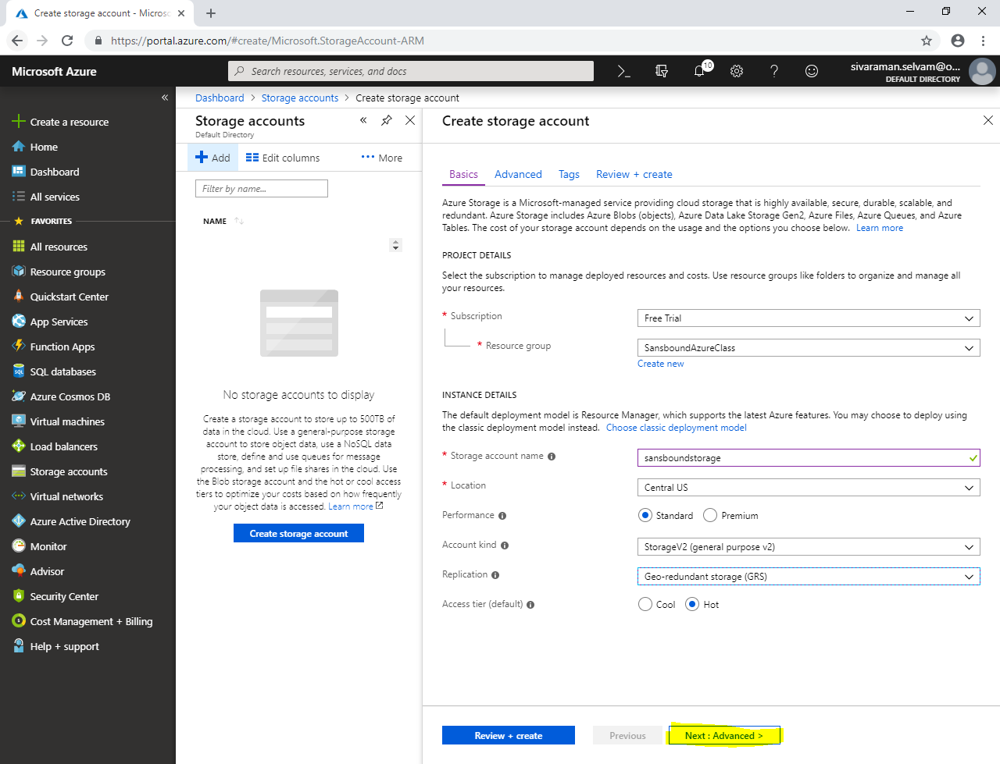 Create storage account - Micros
https://portal.azure.com/#create/Microsoft.StorageAccount-ARM
Microsoft Azure
Search resources, services, and docs
10
sivaraman.selvam@o...
DEFAULT DIRECTORY
Create a resource
Home
Dashboard
All services
FAVORITES
All resources
Resource groups
Quickstart Center
App Services
Function Apps
SQL databases
Azure Cosmos DB
Virtual machines
Load balancers
Storage accounts
Virtual networks
Azure Active Directory
Monitor
Advisor
Security Center
Cost Management + Billing
Help + support
Dashboard > Storage accounts > Create storage account
Storage accounts
Default Directory
Add
Edit columns
More
Filter by name...
NAME
No storage accounts to display
Create a storage account to store up to 500TB of
data in the cloud. Use a general-purpose storage
account to store object data, use a NoSQL data
store, define and use queues for message
processing, and set up file shares in the cloud. Use
the Blob storage account and the hot or cool access
tiers to optimize your costs based on how frequently
your object data is accessed. Learn more
Create storage account
Create storage account
Basics Advanced Tags Review + create
Azure Storage is a Microsoft-managed service providing cloud storage that is highly available, secure, durable, scalable, and
redundant. Azure Storage includes Azure Blobs (objects), Azure Data Lake Storage Gen2, Azure Files, Azure Queues, and Azure
Tables. The cost of your storage account depends on the usage and the options you choose below. Learn more
PROJECT DETAILS
Select the subscription to manage deployed resources and costs. Use resource groups like folders to organize and manage all
your resources.
* Subscription
Free Trial
* Resource group
SansboundAzureClass
Create new
INSTANCE DETAILS
The default deployment model is Resource Manager, which supports the latest Azure features. You may choose to deploy using
the classic deployment model instead. Choose classic deployment model
* Storage account name
sansboundstorage
* Location
Central US
Performance
Standard Premium
Account kind
StorageV2 (general purpose v2)
Replication
Geo-redundant storage (GRS)
Access tier (default)
Cool Hot
Review + create
Previous
Next : Advanced >